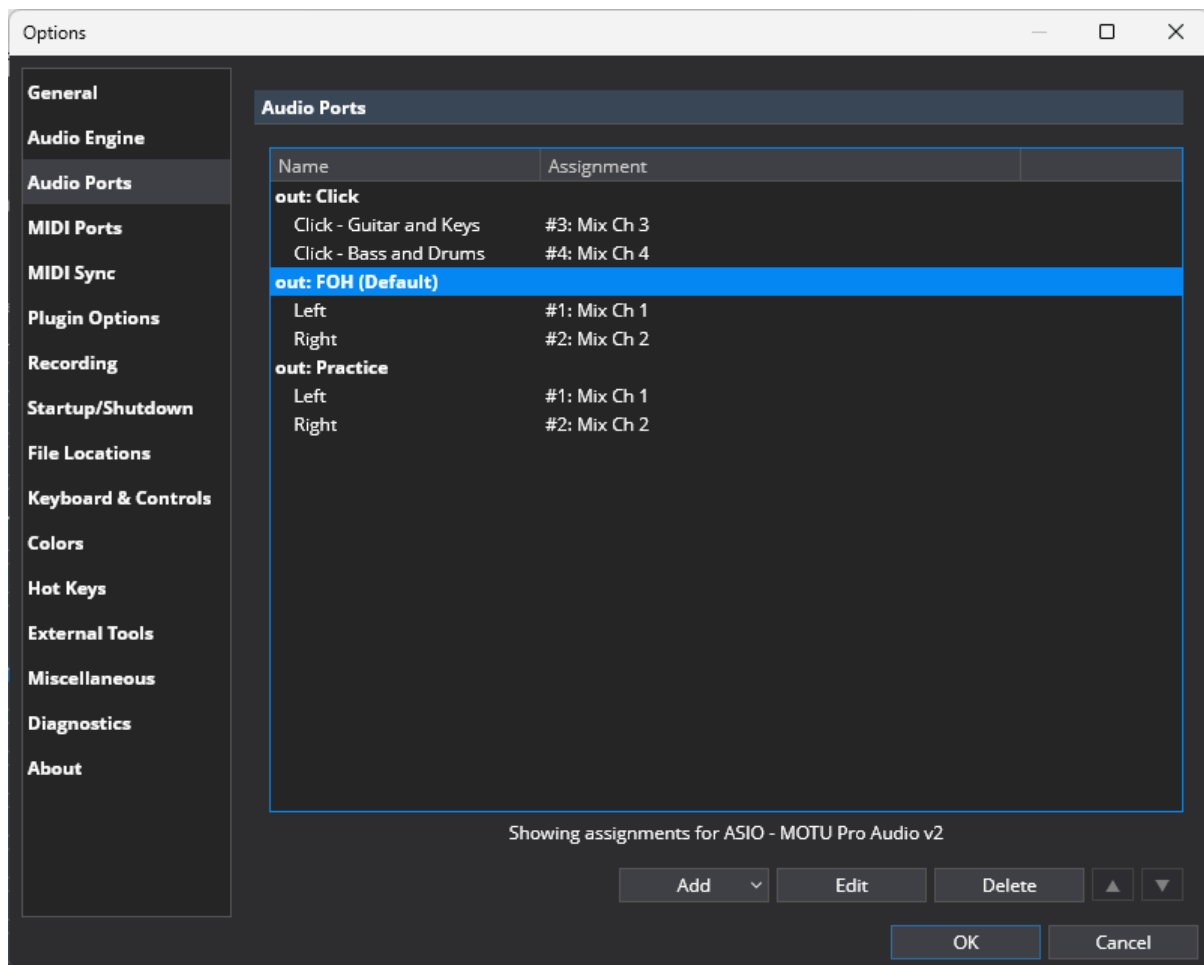 Options
General
Audio Engine
Audio Ports
MIDI Ports
MIDI Sync
Plugin Options
Recording
Startup/Shutdown
File Locations
Keyboard & Controls
Colors
Hot Keys
External Tools
Miscellaneous
Diagnostics
About
Audio Ports
Name Assignment
out: Click
Click - Guitar and Keys #3: Mix Ch 3
Click - Bass and Drums #4: Mix Ch 4
out: FOH (Default)
Left #1: Mix Ch 1
Right #2: Mix Ch 2
out: Practice
Left #1: Mix Ch 1
Right #2: Mix Ch 2
Showing assignments for ASIO - MOTU Pro Audio v2
Add Edit Delete
OK Cancel